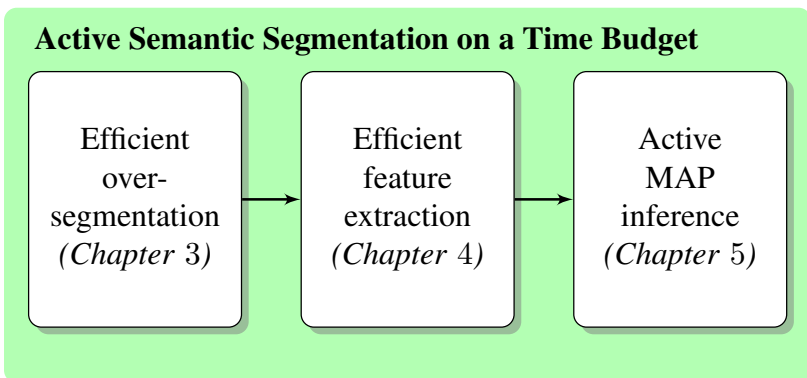 Active Semantic Segmentation on a Time Budget
Efficient
over-
segmentation
(Chapter 3)
Efficient
feature
extraction
(Chapter 4)
Active
MAP
inference
(Chapter 5)